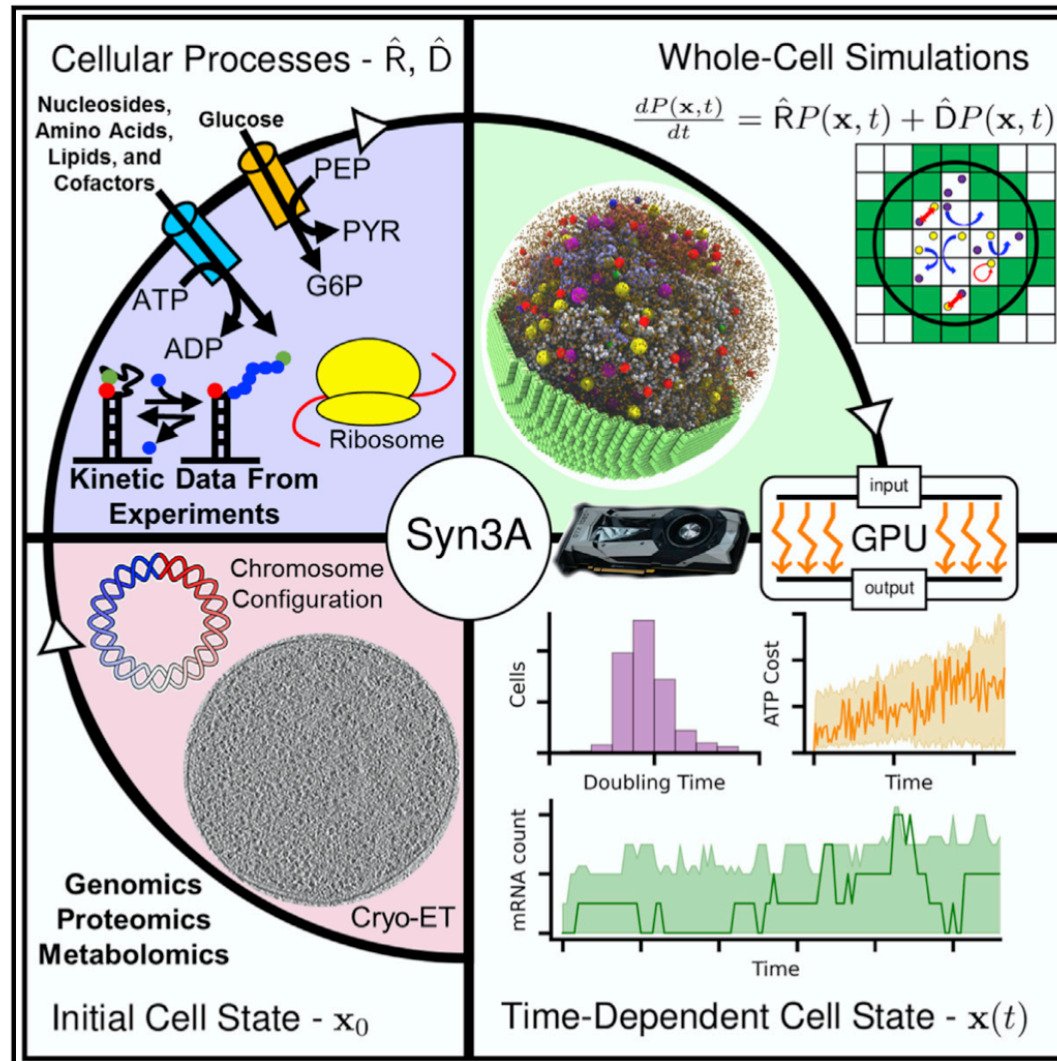 Cellular Processes - R̂, D̂
Nucleosides,
Amino Acids,
Lipids, and
Cofactors
Glucose
PEP
PYR
G6P
ATP
ADP
Ribosome
Kinetic Data From
Experiments
Whole-Cell Simulations
dP(x,t)/dt = R̂P(x,t) + D̂P(x,t)
Syn3A
input
GPU
output
Chromosome
Configuration
Cryo-ET
Genomics
Proteomics
Metabolomics
Initial Cell State - x₀
Cells
Doubling Time
ATP Cost
Time
mRNA count
Time
Time-Dependent Cell State - x(t)